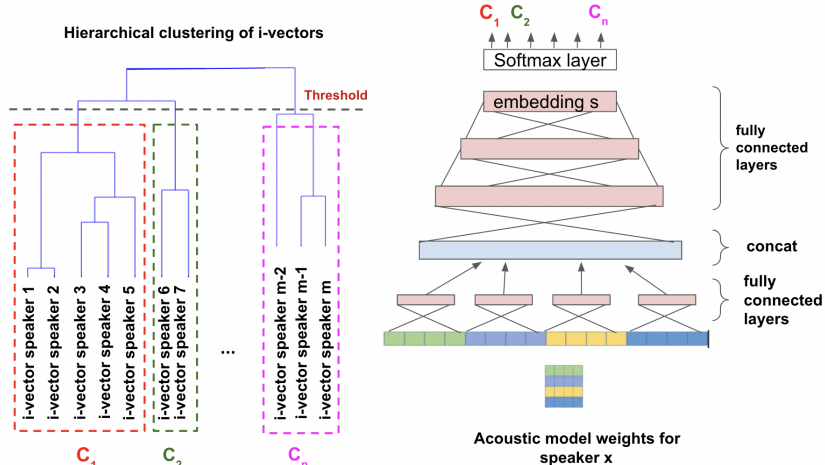 Hierarchical clustering of i-vectors
Threshold
i-vector speaker 1
i-vector speaker 2
i-vector speaker 3
i-vector speaker 4
i-vector speaker 5
i-vector speaker 6
i-vector speaker 7
...
i-vector speaker m-2
i-vector speaker m-1
i-vector speaker m
C1
C2
Cn
C1 C2 Cn
Softmax layer
embedding s
fully
connected
layers
concat
fully
connected
layers
Acoustic model weights for
speaker x